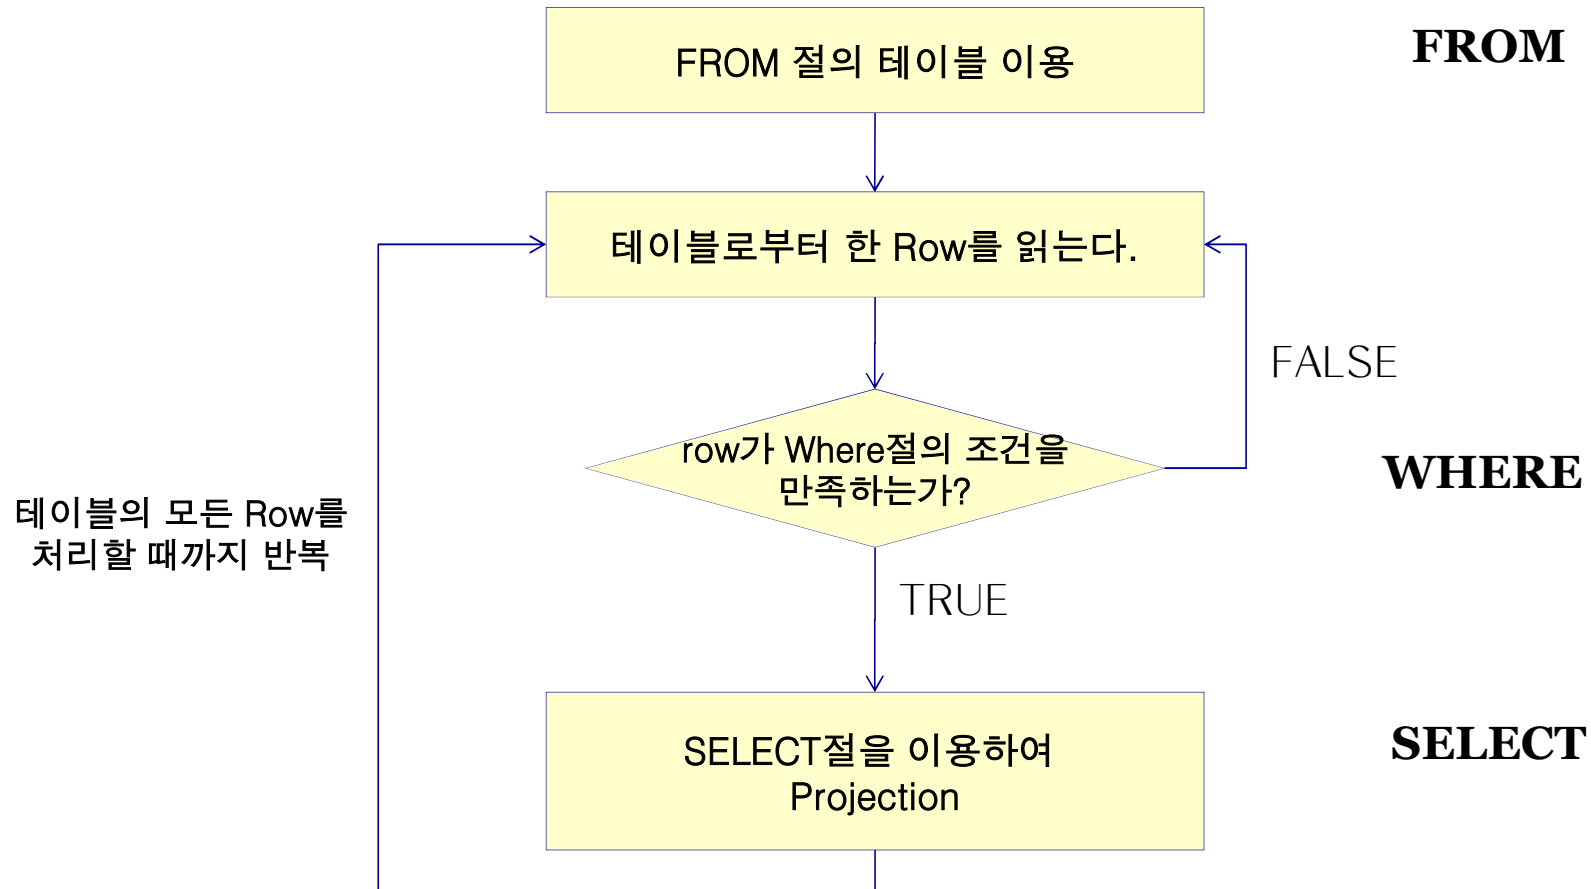 FROM 절의 테이블 이용
FROM
테이블로부터 한 Row를 읽는다.
FALSE
row가 Where절의 조건을
만족하는가?
WHERE
테이블의 모든 Row를
처리할 때까지 반복
TRUE
SELECT절을 이용하여
Projection
SELECT